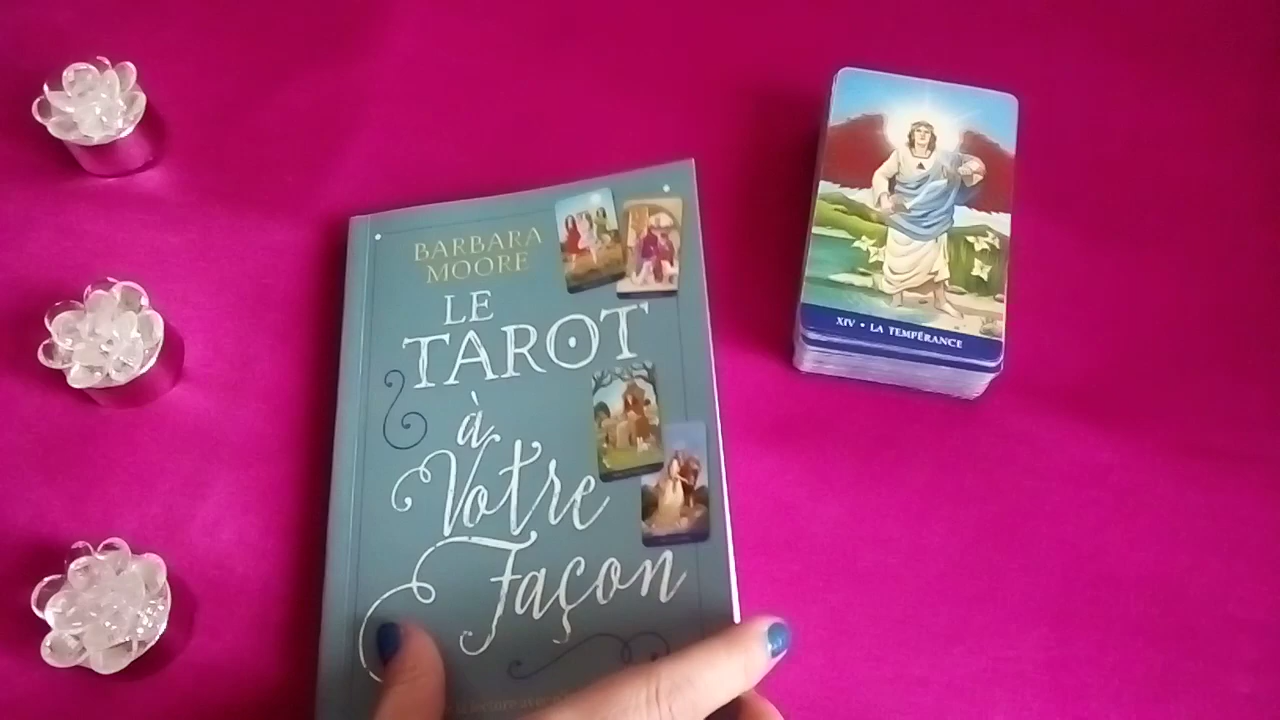 BARBARA
MOORE
LE
TAROT
à
Votre
Façon
XIV • LA TEMPÉRANCE